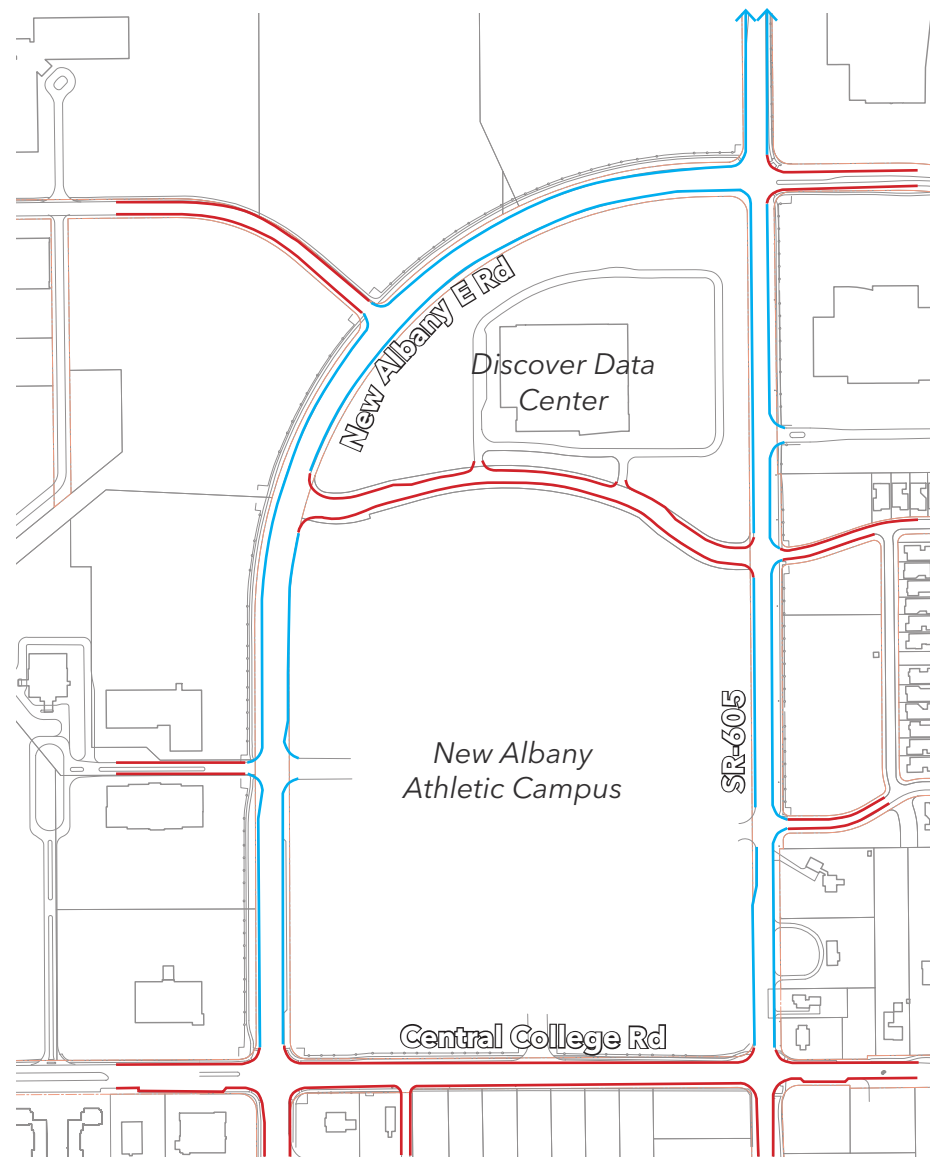 New Albany E Rd
Discover Data
Center
SR-605
New Albany
Athletic Campus
Central College Rd